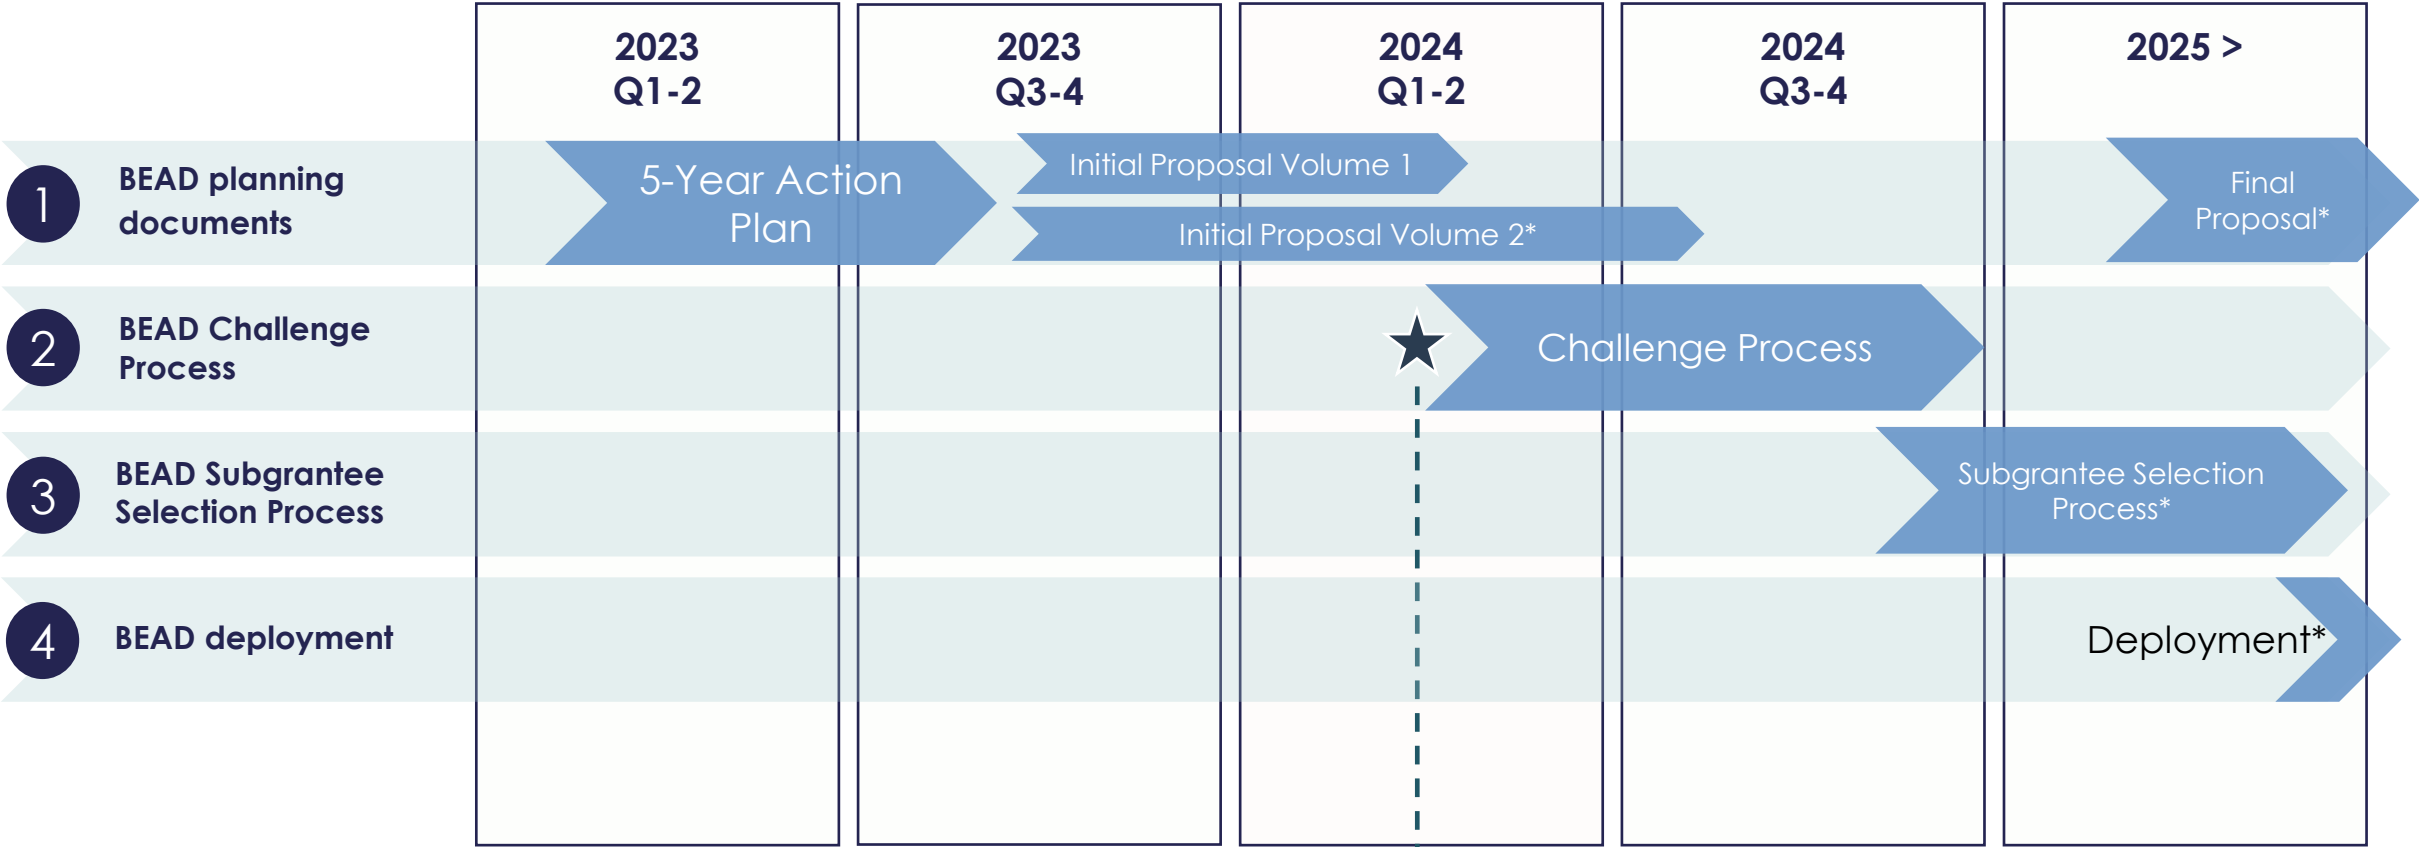 2023
Q1-2
2023
Q3-4
2024
Q1-2
2024
Q3-4
2025 >
1
BEAD planning
documents
5-Year Action
Plan
Initial Proposal Volume 1
Initial Proposal Volume 2*
Final
Proposal*
2
BEAD Challenge
Process
Challenge Process
3
BEAD Subgrantee
Selection Process
Subgrantee Selection
Process*
4
BEAD deployment
Deployment*